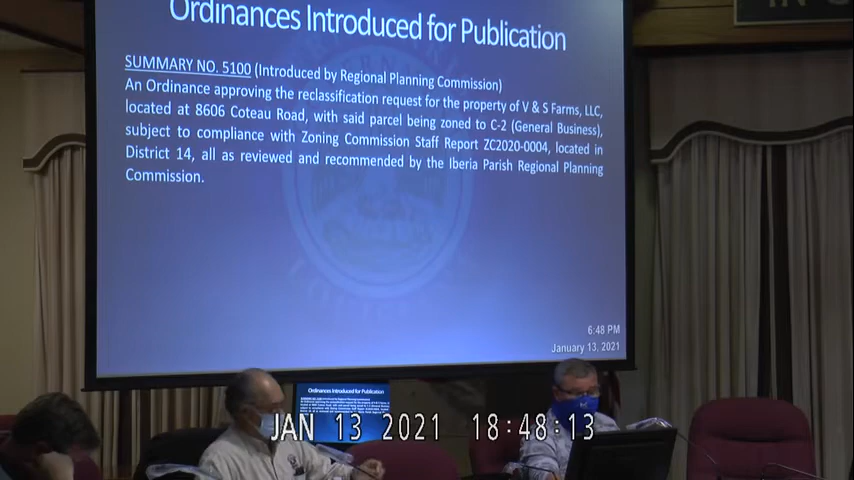 Ordinances Introduced for Publication
SUMMARY NO. 5100 (Introduced by Regional Planning Commission)
An Ordinance approving the reclassification request for the property of V & S Farms, LLC,
located at 8606 Coteau Road, with said parcel being zoned to C-2 (General Business),
subject to compliance with Zoning Commission Staff Report ZC2020-0004, located in
District 14, all as reviewed and recommended by the Iberia Parish Regional Planning
Commission.
6:48 PM
January 13, 2021
Ordinances Introduced for Publication
JAN 13 2021 18:48:13